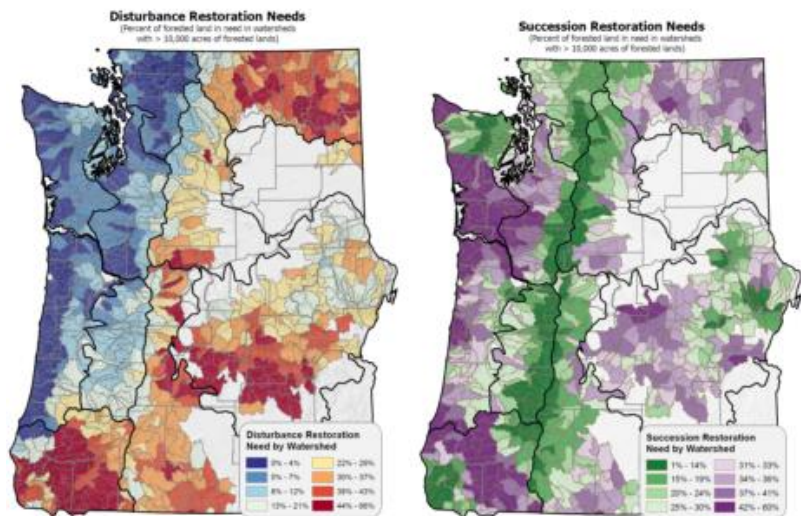 Disturbance Restoration Needs
(Percent of forested land in need in watersheds
with > 10,000 acres of forested lands)
Disturbance Restoration
Need by Watershed
0% - 4%
5% - 7%
8% - 12%
13% - 21%
22% - 29%
30% - 37%
38% - 43%
44% - 86%
Succession Restoration Needs
(Percent of forested land in need in watersheds
with > 10,000 acres of forested lands)
Succession Restoration
Need by Watershed
1% - 14%
15% - 19%
20% - 24%
25% - 30%
31% - 33%
34% - 36%
37% - 41%
42% - 60%